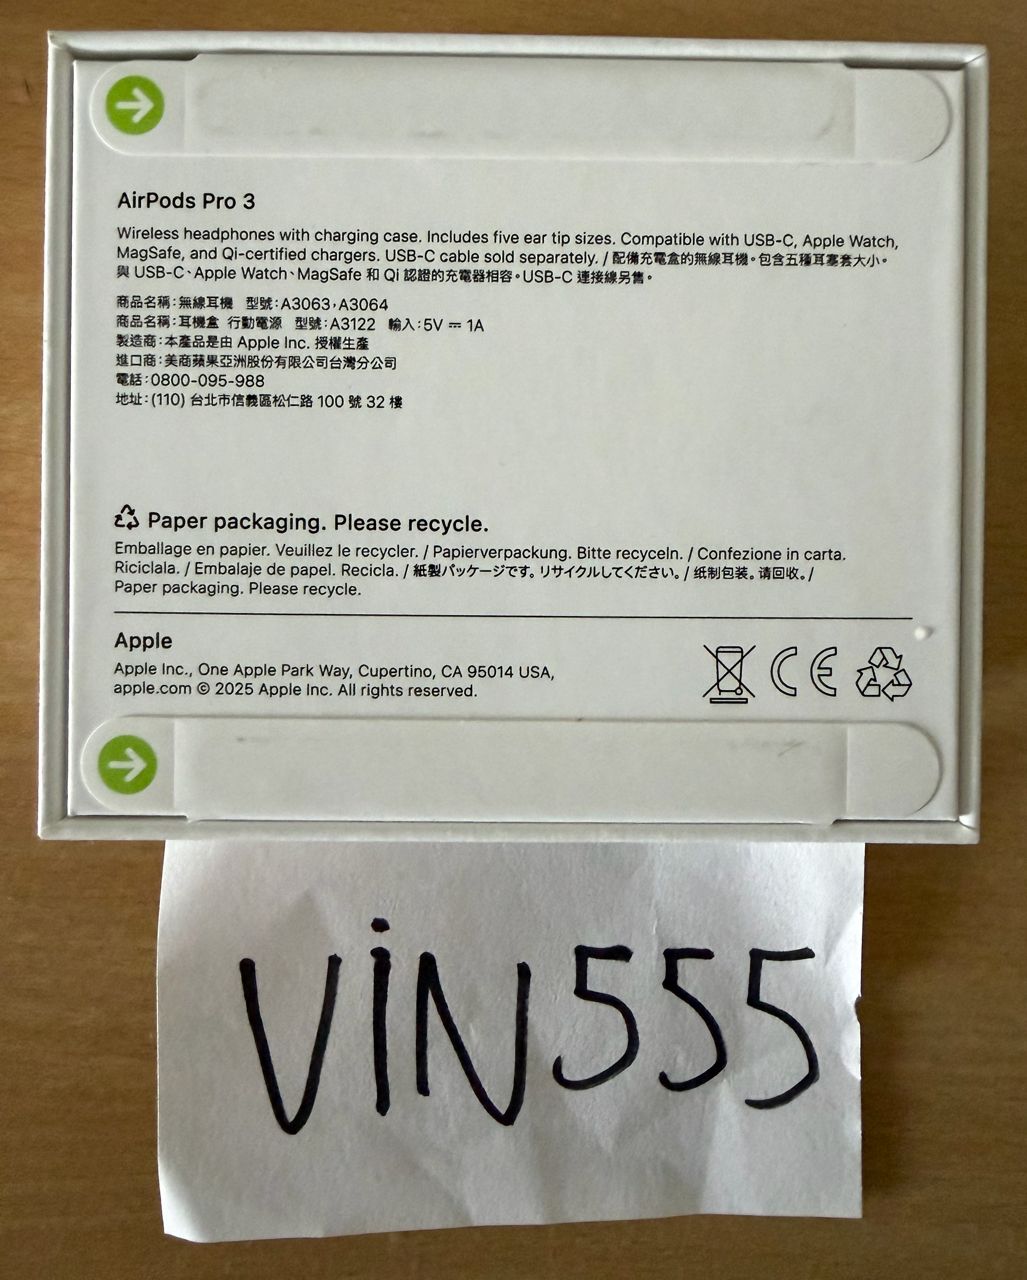 AirPods Pro 3
Wireless headphones with charging case. Includes five ear tip sizes. Compatible with USB-C, Apple Watch,
MagSafe, and Qi-certified chargers. USB-C cable sold separately. / 配備充電盒的無線耳機。包含五種耳塞套大小。
與 USB-C、Apple Watch、MagSafe 和 Qi 認證的充電器相容。USB-C 連接線另售。
商品名稱：無線耳機 型號：A3063，A3064
商品名稱：耳機盒 行動電源 型號：A3122 輸入：5V ⎓ 1A
製造商：本產品是由 Apple Inc. 授權生產
進口商：美商蘋果亞洲股份有限公司台灣分公司
電話：0800-095-988
地址：(110) 台北市信義區松仁路 100 號 32 樓
Paper packaging. Please recycle.
Emballage en papier. Veuillez le recycler. / Papierverpackung. Bitte recyceln. / Confezione in carta.
Riciclala. / Embalaje de papel. Recicla. / 紙製パッケージです。リサイクルしてください。/ 纸制包装。请回收。/
Paper packaging. Please recycle.
Apple
Apple Inc., One Apple Park Way, Cupertino, CA 95014 USA,
apple.com © 2025 Apple Inc. All rights reserved.
CE
ViN555